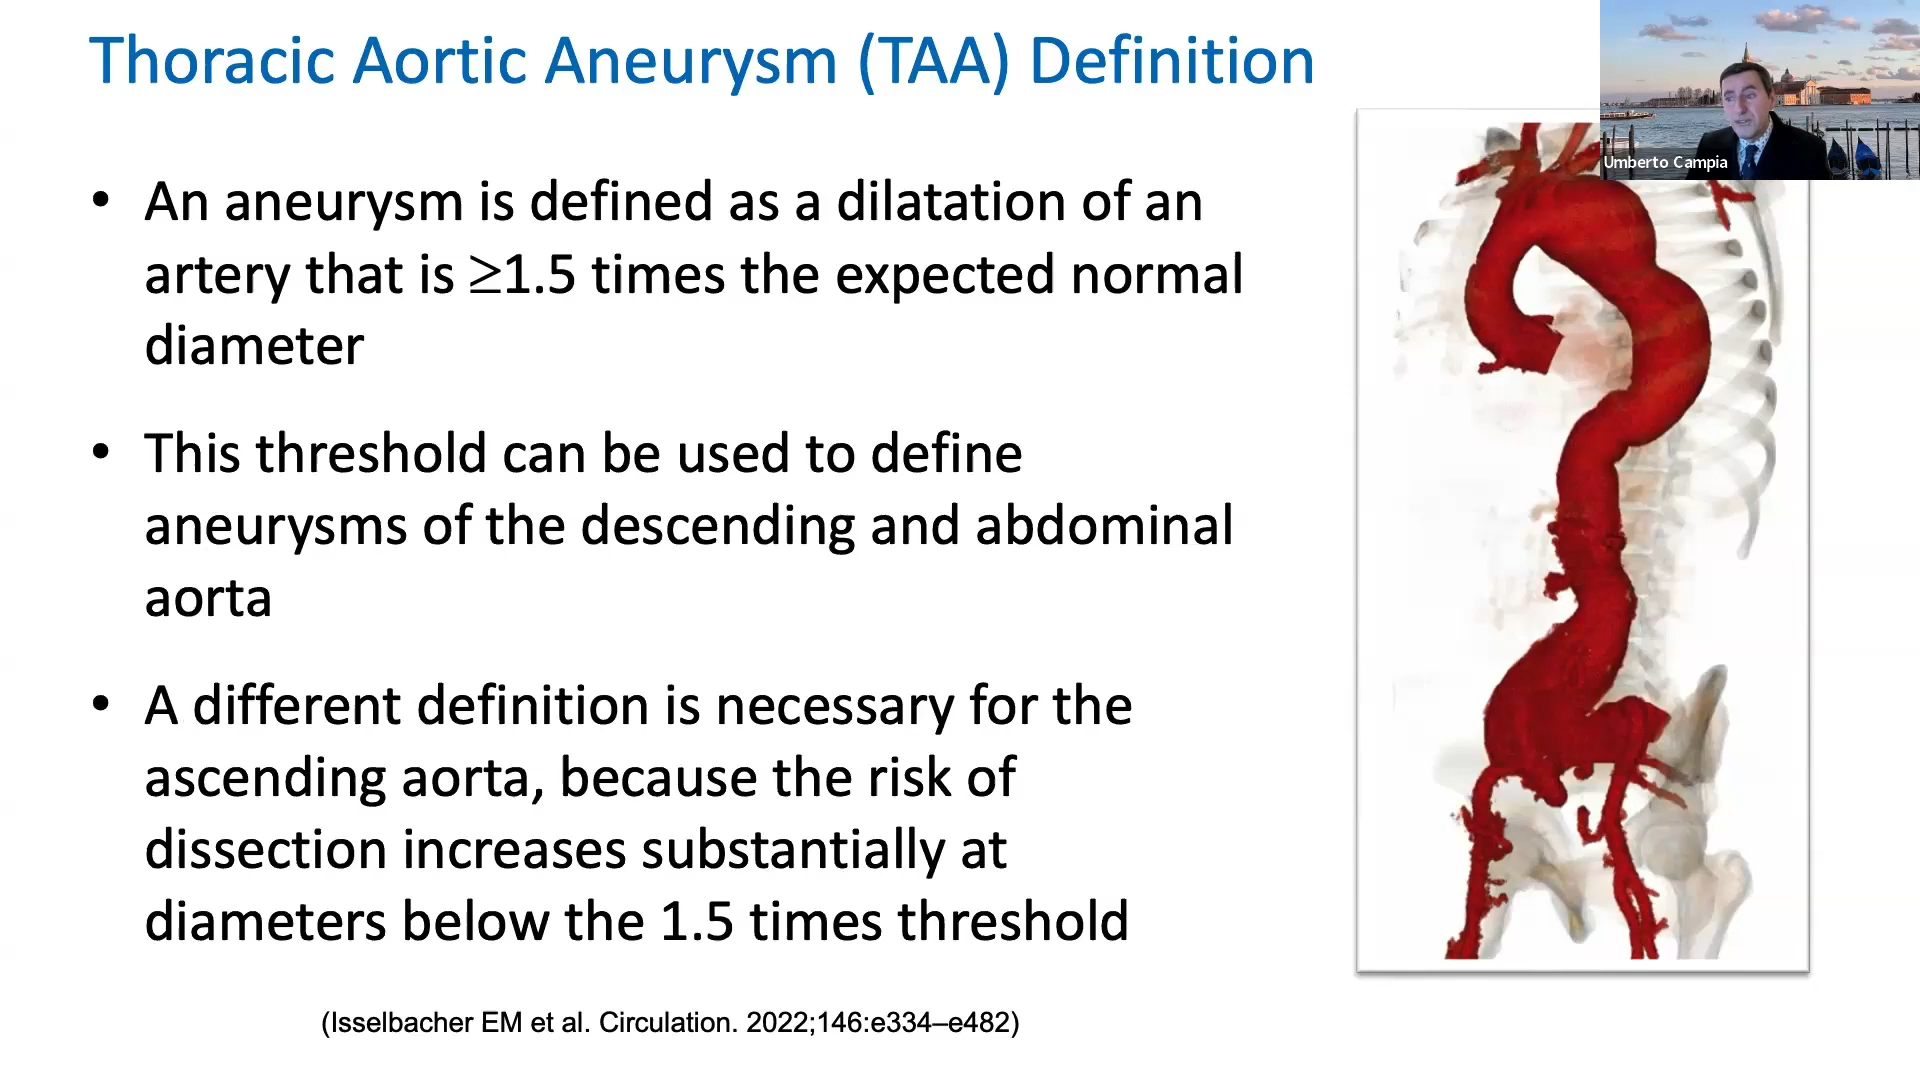 Thoracic Aortic Aneurysm (TAA) Definition
Umberto Campia
• An aneurysm is defined as a dilatation of an
artery that is ≥1.5 times the expected normal
diameter
• This threshold can be used to define
aneurysms of the descending and abdominal
aorta
• A different definition is necessary for the
ascending aorta, because the risk of
dissection increases substantially at
diameters below the 1.5 times threshold
(Isselbacher EM et al. Circulation. 2022;146:e334–e482)